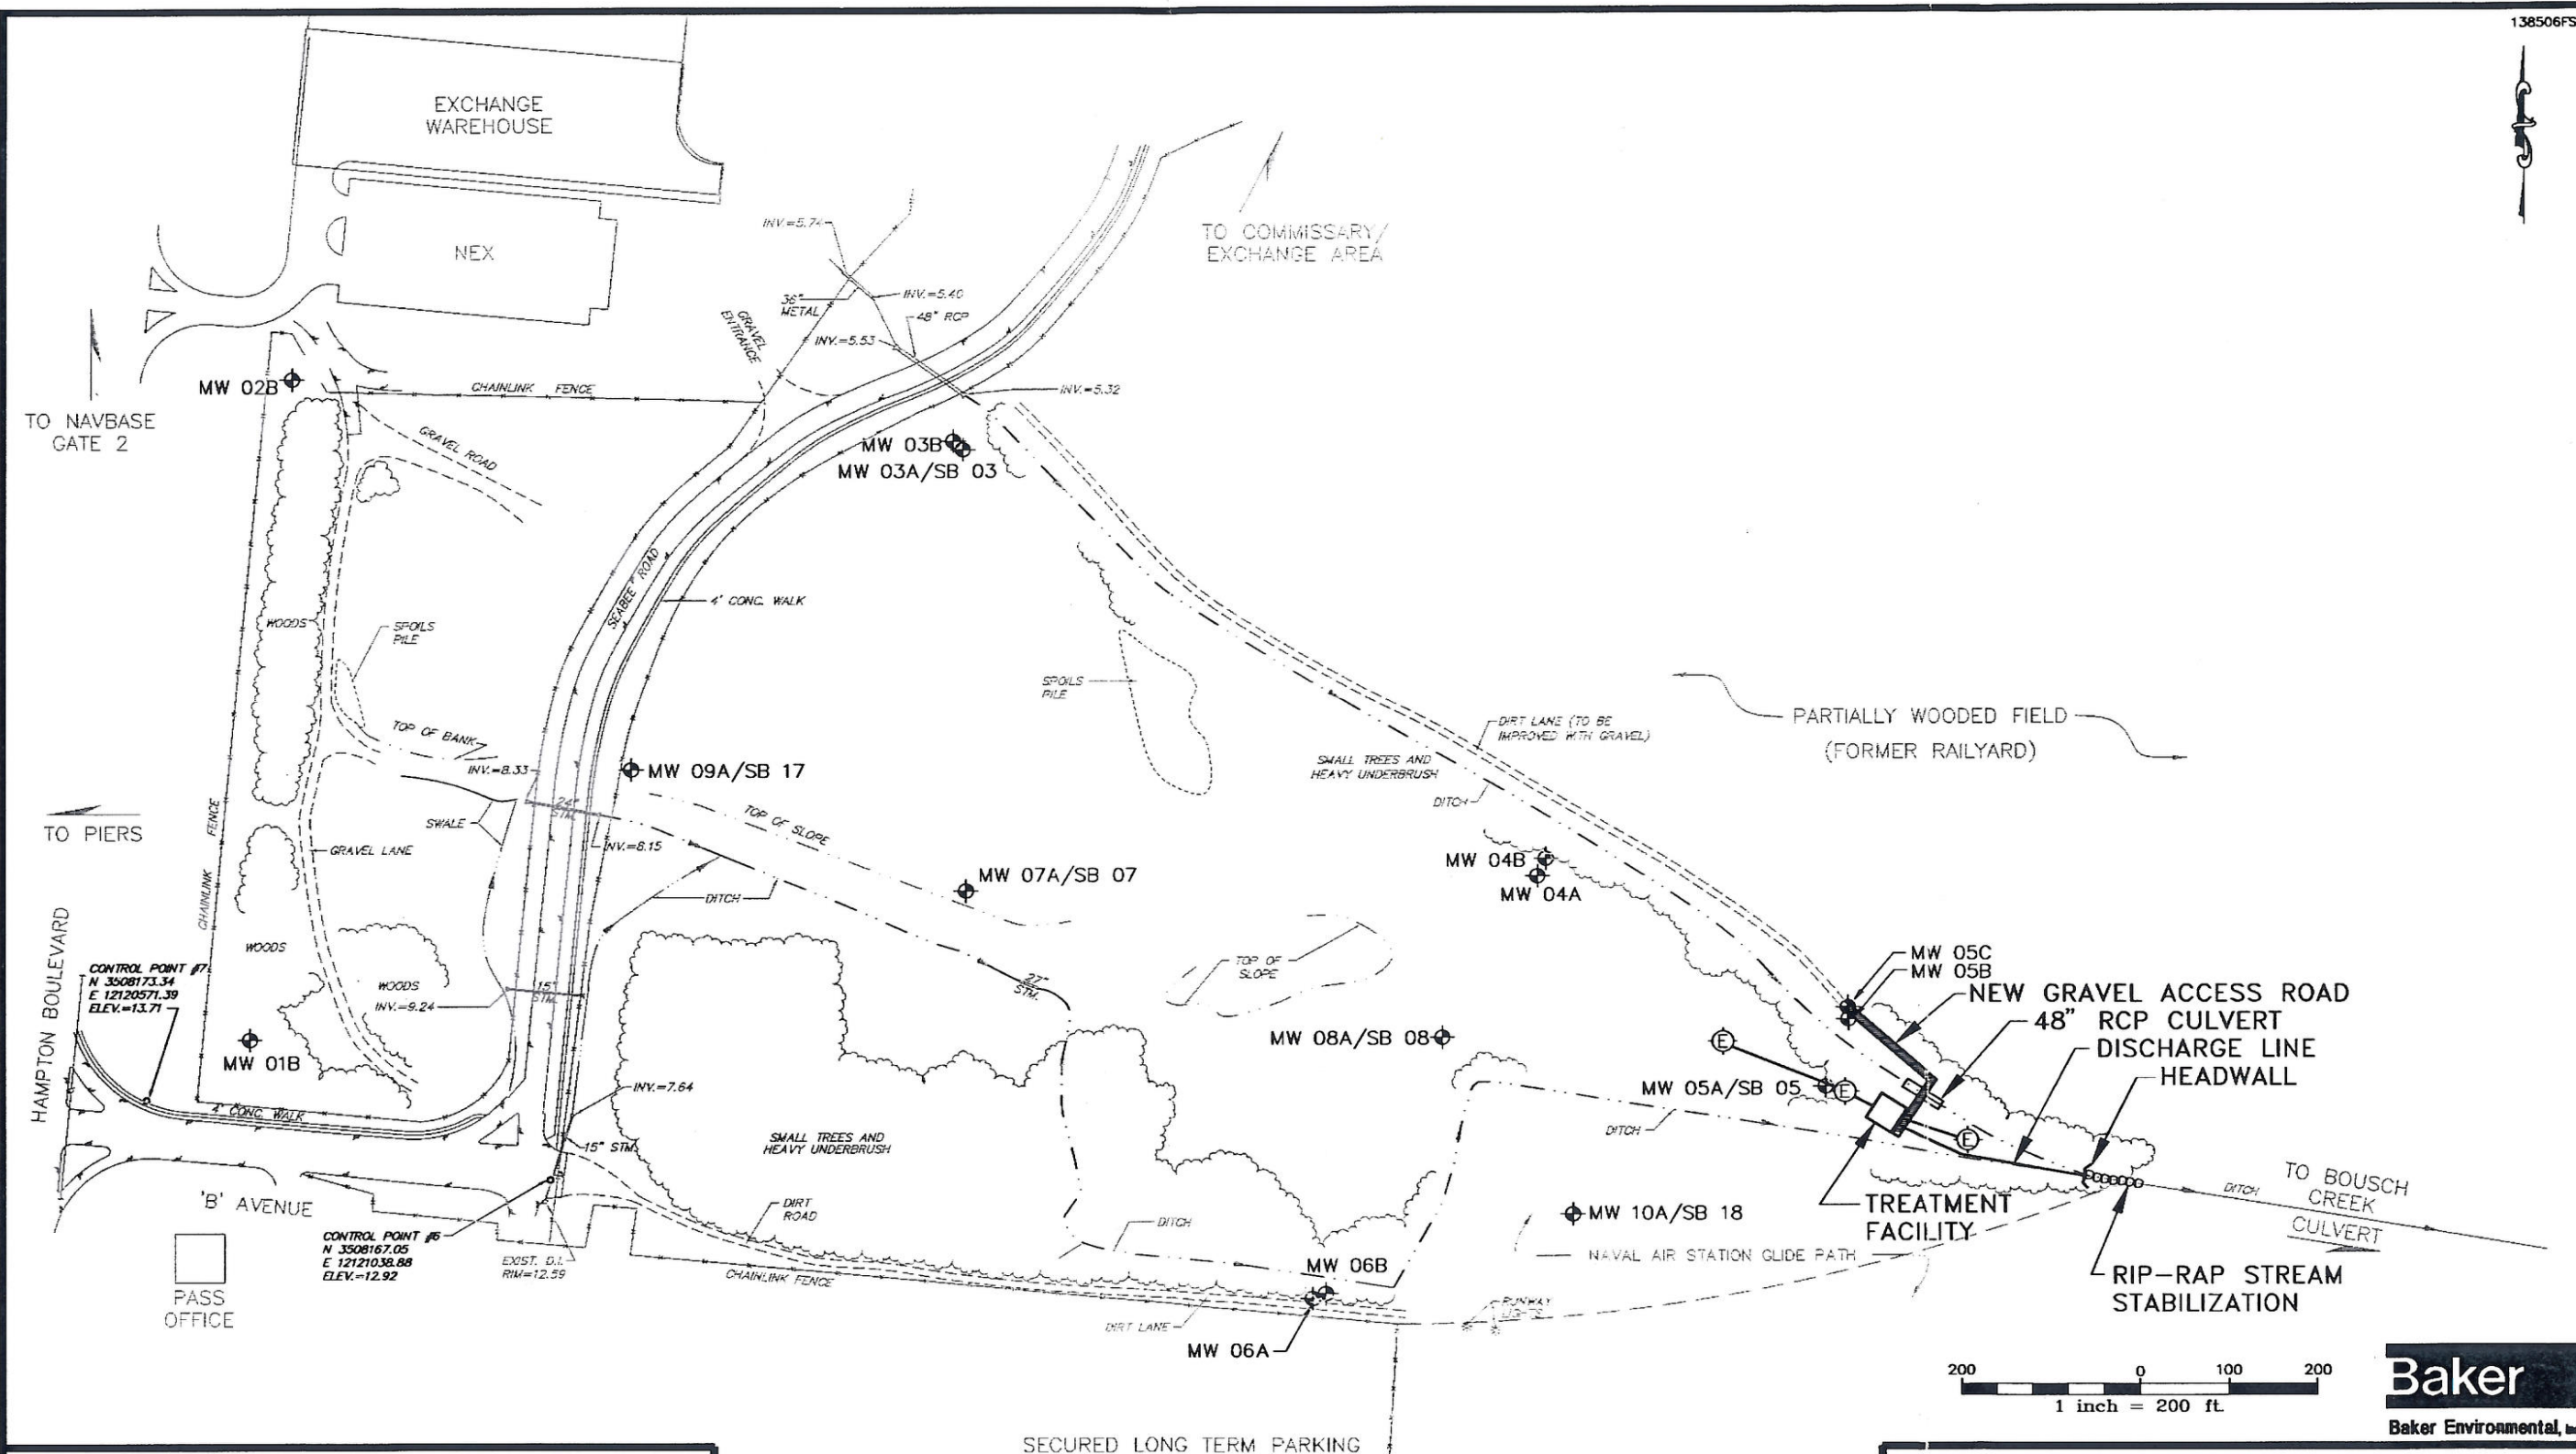 138506FS
EXCHANGE
WAREHOUSE
NEX
TO COMMISSARY/
EXCHANGE AREA
INV.=5.74
36"
METAL
INV.=5.40
48" RCP
GRAVEL
ENTRANCE
INV.=5.53
INV.=5.32
MW 02B
CHAINLINK FENCE
TO NAVBASE
GATE 2
GRAVEL ROAD
MW 03B
MW 03A/SB 03
SEABEE ROAD
4' CONC. WALK
WOODS
SPOILS
PILE
SPOILS
PILE
DIRT LANE (TO BE
IMPROVED WITH GRAVEL)
PARTIALLY WOODED FIELD
(FORMER RAILYARD)
TOP OF BANK
INV.=8.33
MW 09A/SB 17
SMALL TREES AND
HEAVY UNDERBRUSH
DITCH
24"
STM.
TOP OF SLOPE
TO PIERS
CHAINLINK FENCE
SWALE
GRAVEL LANE
INV.=8.15
MW 04B
MW 04A
MW 07A/SB 07
DITCH
HAMPTON BOULEVARD
WOODS
WOODS
CONTROL POINT #7
N 3508173.34
E 12120571.39
ELEV.=13.71
INV.=9.24
15"
STM.
27"
STM.
TOP OF
SLOPE
MW 05C
MW 05B
NEW GRAVEL ACCESS ROAD
48" RCP CULVERT
DISCHARGE LINE
HEADWALL
MW 08A/SB 08
E
MW 05A/SB 05
E
E
MW 01B
4' CONC. WALK
INV.=7.64
15" STM.
SMALL TREES AND
HEAVY UNDERBRUSH
DITCH
'B' AVENUE
DIRT
ROAD
DITCH
MW 10A/SB 18
TREATMENT
FACILITY
DITCH
TO BOUSCH
CREEK
CULVERT
CONTROL POINT #6
N 3508167.05
E 12121038.88
ELEV.=12.92
EXIST. D.I.
RIM=12.59
CHAINLINK FENCE
MW 06B
NAVAL AIR STATION GLIDE PATH
RIP-RAP STREAM
STABILIZATION
PASS
OFFICE
DIRT LANE
RUNWAY
LIGHTS
MW 06A
200 0 100 200
1 inch = 200 ft.
Baker
Baker Environmental,
SECURED LONG TERM PARKING